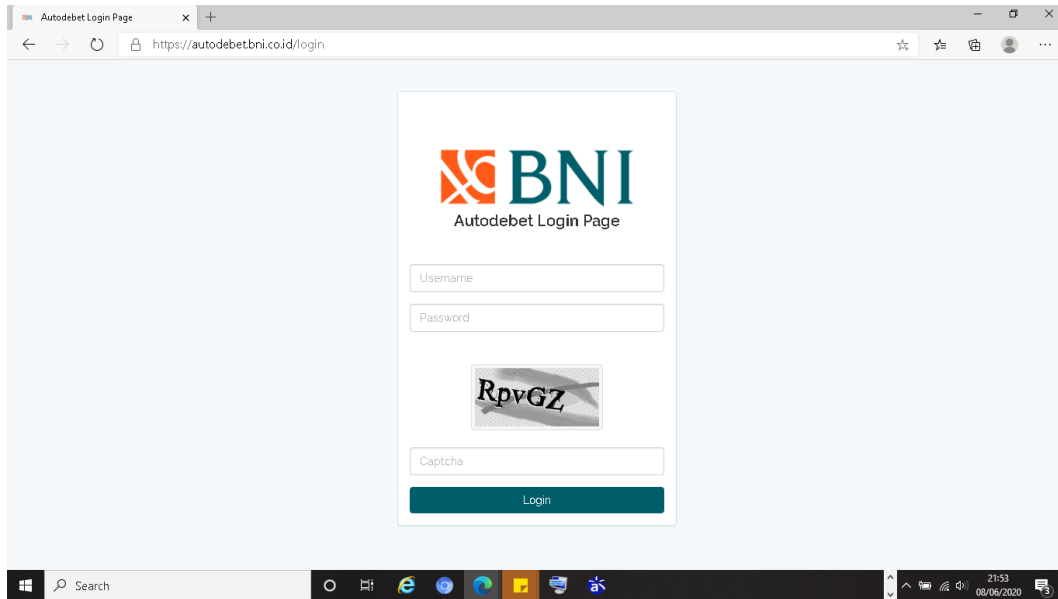 Autodebet Login Page
https://autodebet.bni.co.id/login
BNI
Autodebet Login Page
Username
Password
RpvGZ
Captcha
Login
Search
21:53
08/06/2020
3